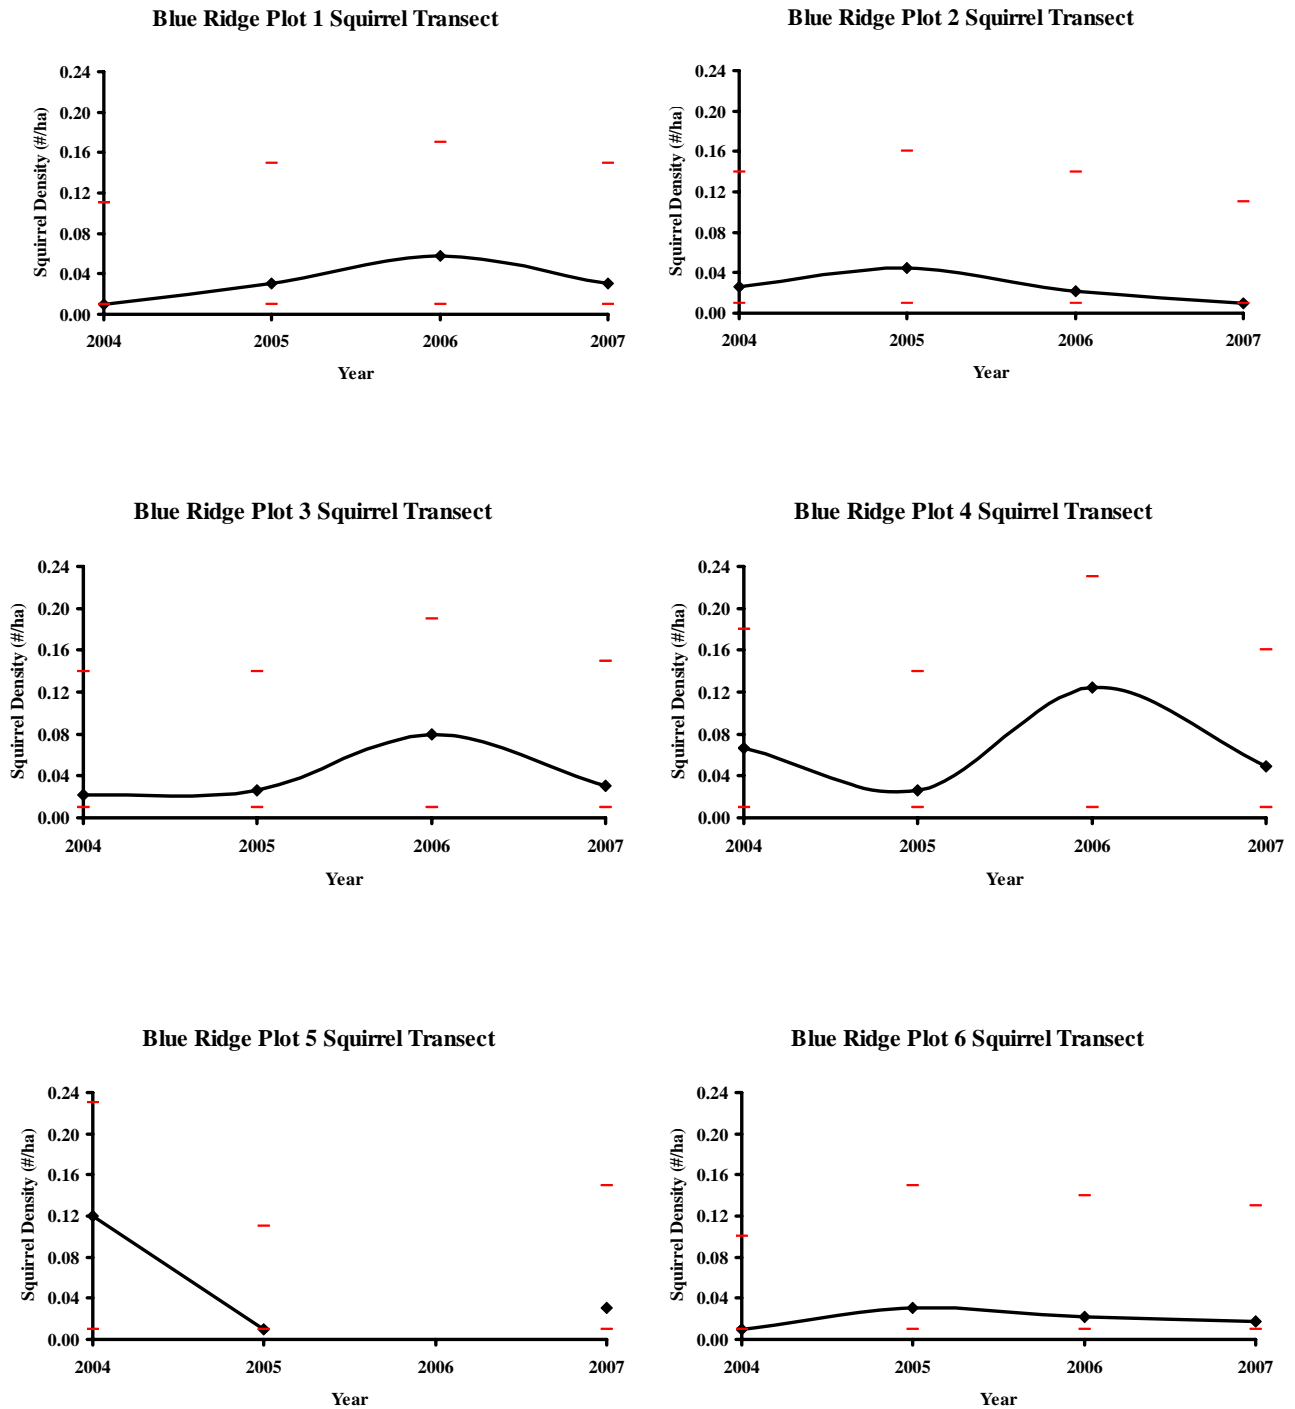 Blue Ridge Plot 1 Squirrel Transect
0.24
0.20
0.16
0.12
0.08
0.04
0.00
Squirrel Density (#/ha)
2004 2005 2006 2007
Year
Blue Ridge Plot 2 Squirrel Transect
0.24
0.20
0.16
0.12
0.08
0.04
0.00
Squirrel Density (#/ha)
2004 2005 2006 2007
Year
Blue Ridge Plot 3 Squirrel Transect
0.24
0.20
0.16
0.12
0.08
0.04
0.00
Squirrel Density (#/ha)
2004 2005 2006 2007
Year
Blue Ridge Plot 4 Squirrel Transect
0.24
0.20
0.16
0.12
0.08
0.04
0.00
Squirrel Density (#/ha)
2004 2005 2006 2007
Year
Blue Ridge Plot 5 Squirrel Transect
0.24
0.20
0.16
0.12
0.08
0.04
0.00
Squirrel Density (#/ha)
2004 2005 2006 2007
Year
Blue Ridge Plot 6 Squirrel Transect
0.24
0.20
0.16
0.12
0.08
0.04
0.00
Squirrel Density (#/ha)
2004 2005 2006 2007
Year